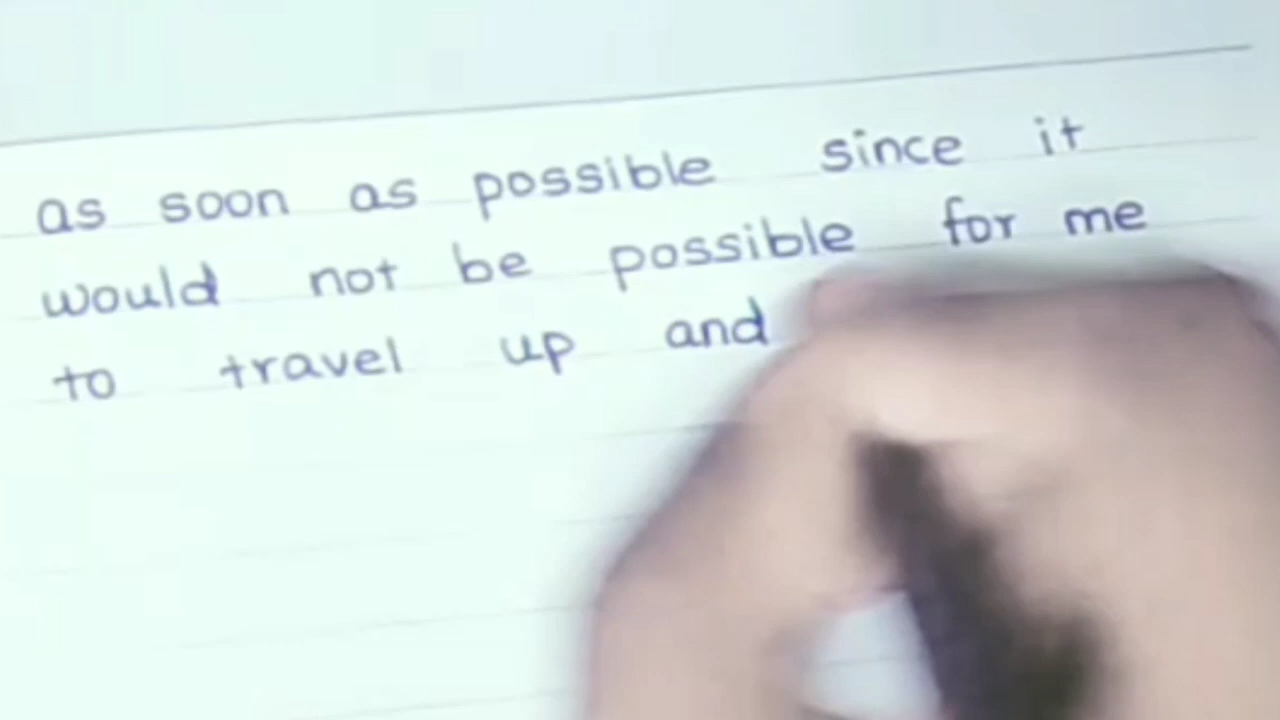 as soon as possible since it
would not be possible for me
to travel up and